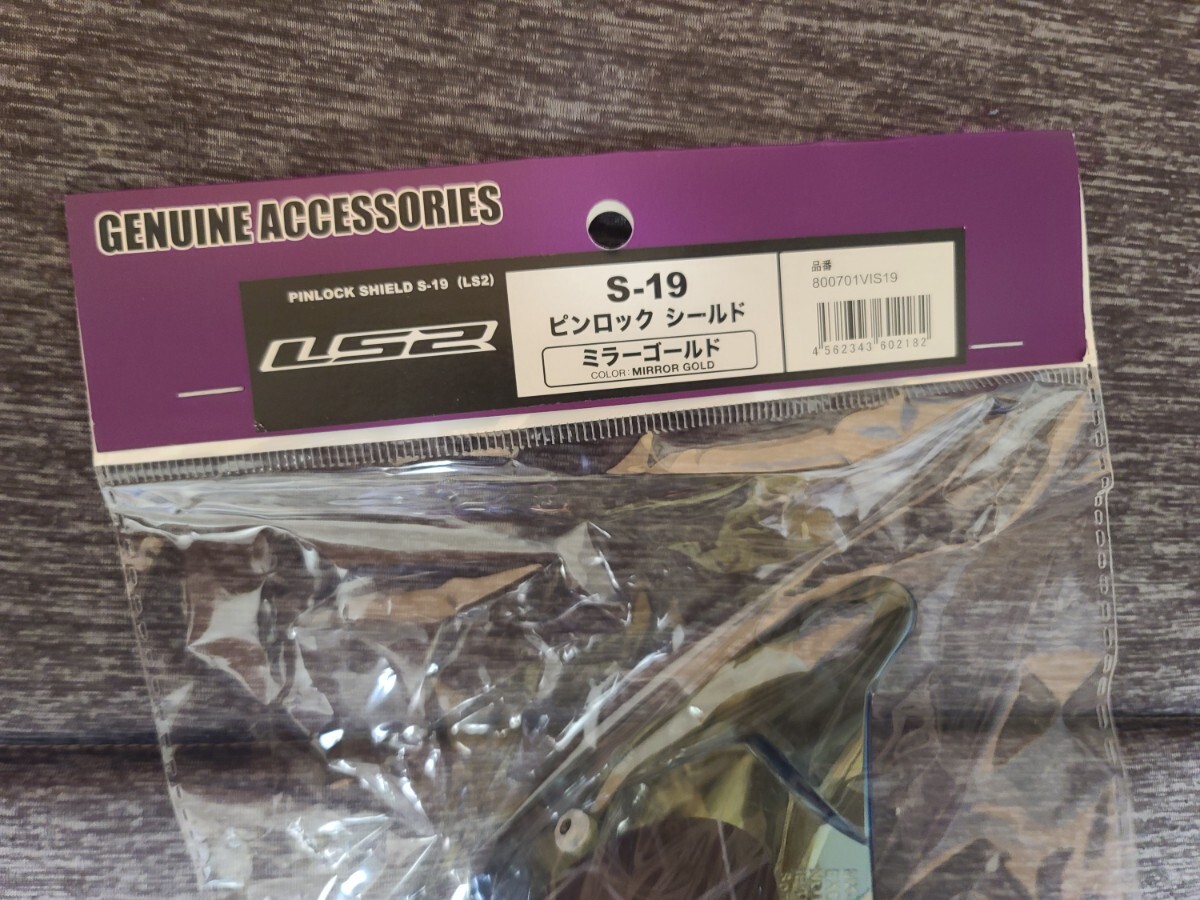 GENUINE ACCESSORIES
PINLOCK SHIELD S-19 (LS2)
LS2
S-19
ピンロック シールド
ミラーゴールド
COLOR: MIRROR GOLD
品番
800701VIS19
4 562343 602182